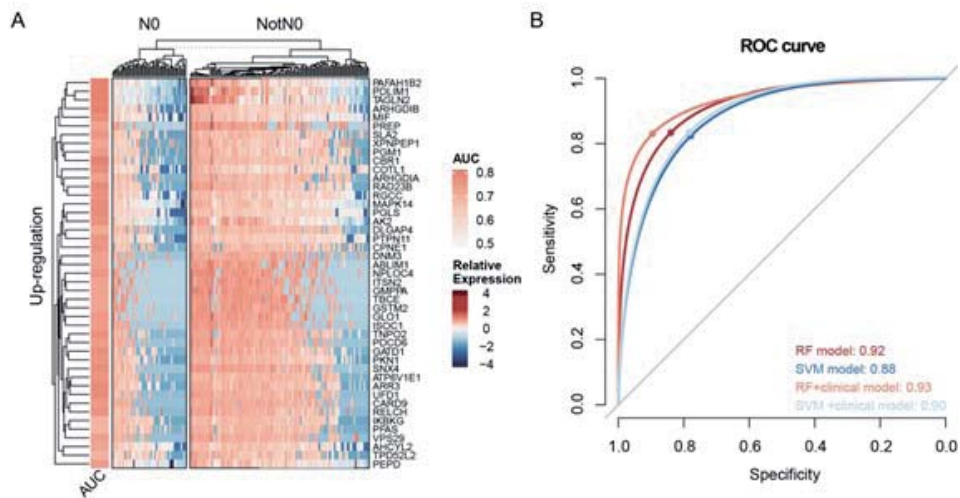 A
N0
NotN0
PAFAH1B2
PDLIM1
TAGLN2
ARHGDIB
MIF
PREP
SLA2
XPNPEP1
PGM1
CBR1
COTL1
ARHGDIA
RAD23B
RGCC
MAPK14
PGLS
AK2
DLGAP4
PTPN11
CPNE1
DNM3
ABLIM1
NPLOC4
ITSN2
GMPPA
TBCE
GSTM2
GLO1
ISOC1
TNPO2
PDCD6
GATD1
PKN1
SNX4
ATP6V1E1
ARR3
UFD1
CARD9
RELCH
IKBKG
PFAS
VPS29
AHCYL2
TPD52L2
PEPD
Up-regulation
AUC
AUC
0.8
0.7
0.6
0.5
Relative
Expression
4
2
0
−2
−4
B
ROC curve
Sensitivity
1.0
0.8
0.6
0.4
0.2
0.0
RF model: 0.92
SVM model: 0.88
RF+clinical model: 0.93
SVM +clinical model: 0.90
1.0
0.8
0.6
0.4
0.2
0.0
Specificity